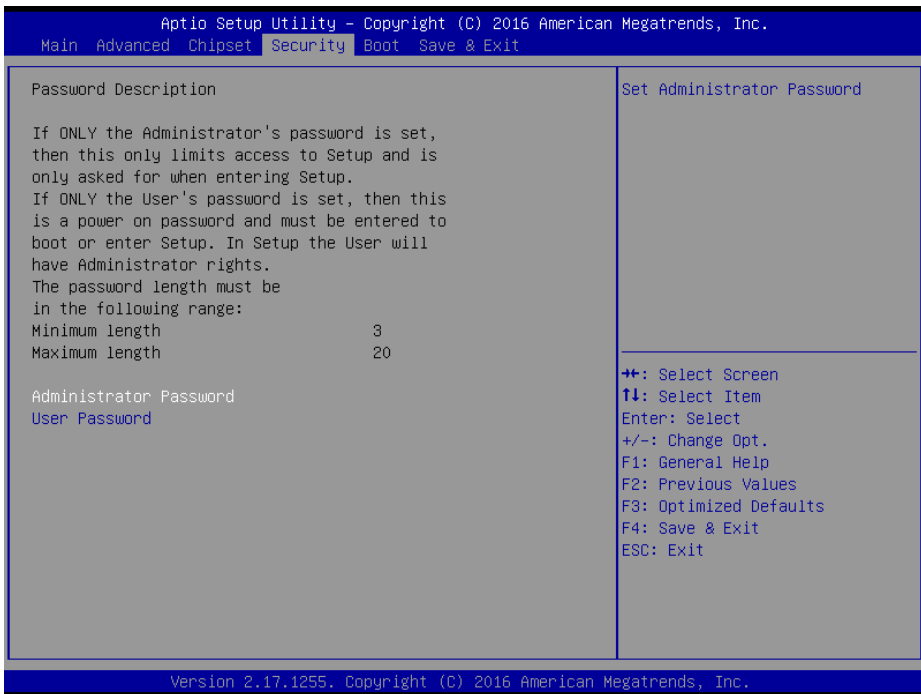 Aptio Setup Utility – Copyright (C) 2016 American Megatrends, Inc.
Main Advanced Chipset Security Boot Save & Exit
Password Description
If ONLY the Administrator's password is set,
then this only limits access to Setup and is
only asked for when entering Setup.
If ONLY the User's password is set, then this
is a power on password and must be entered to
boot or enter Setup. In Setup the User will
have Administrator rights.
The password length must be
in the following range:
Minimum length 3
Maximum length 20
Administrator Password
User Password
Set Administrator Password
→←: Select Screen
↑↓: Select Item
Enter: Select
+/-: Change Opt.
F1: General Help
F2: Previous Values
F3: Optimized Defaults
F4: Save & Exit
ESC: Exit
Version 2.17.1255. Copyright (C) 2016 American Megatrends, Inc.